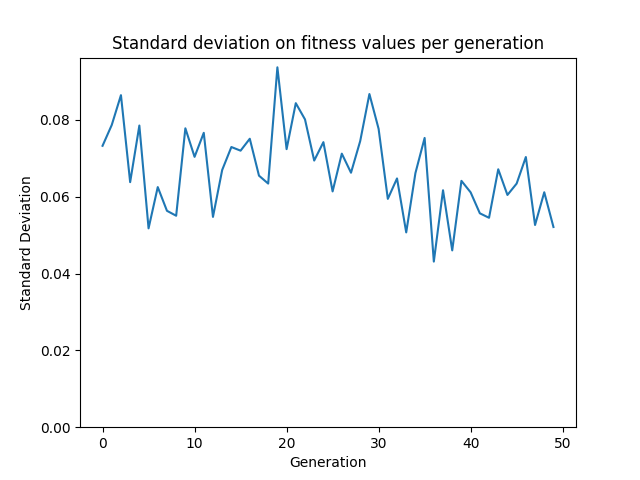 Standard deviation on fitness values per generation
Standard Deviation
0.08
0.06
0.04
0.02
0.00
0 10 20 30 40 50
Generation